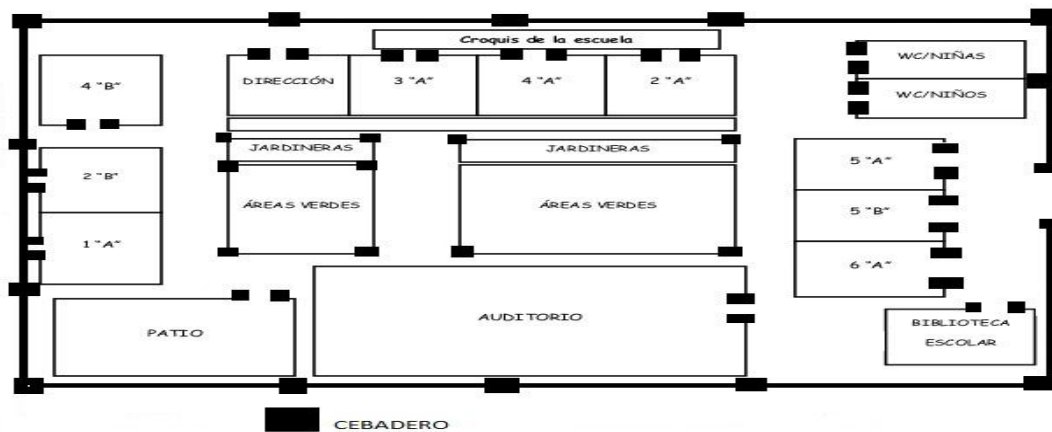 Croquis de la escuela
4 "B"
DIRECCIÓN
3 "A"
4 "A"
2 "A"
WC/NIÑAS
WC/NIÑOS
JARDINERAS
JARDINERAS
2 "B"
5 "A"
ÁREAS VERDES
ÁREAS VERDES
5 "B"
1 "A"
6 "A"
PATIO
AUDITORIO
BIBLIOTECA
ESCOLAR
CEBADERO